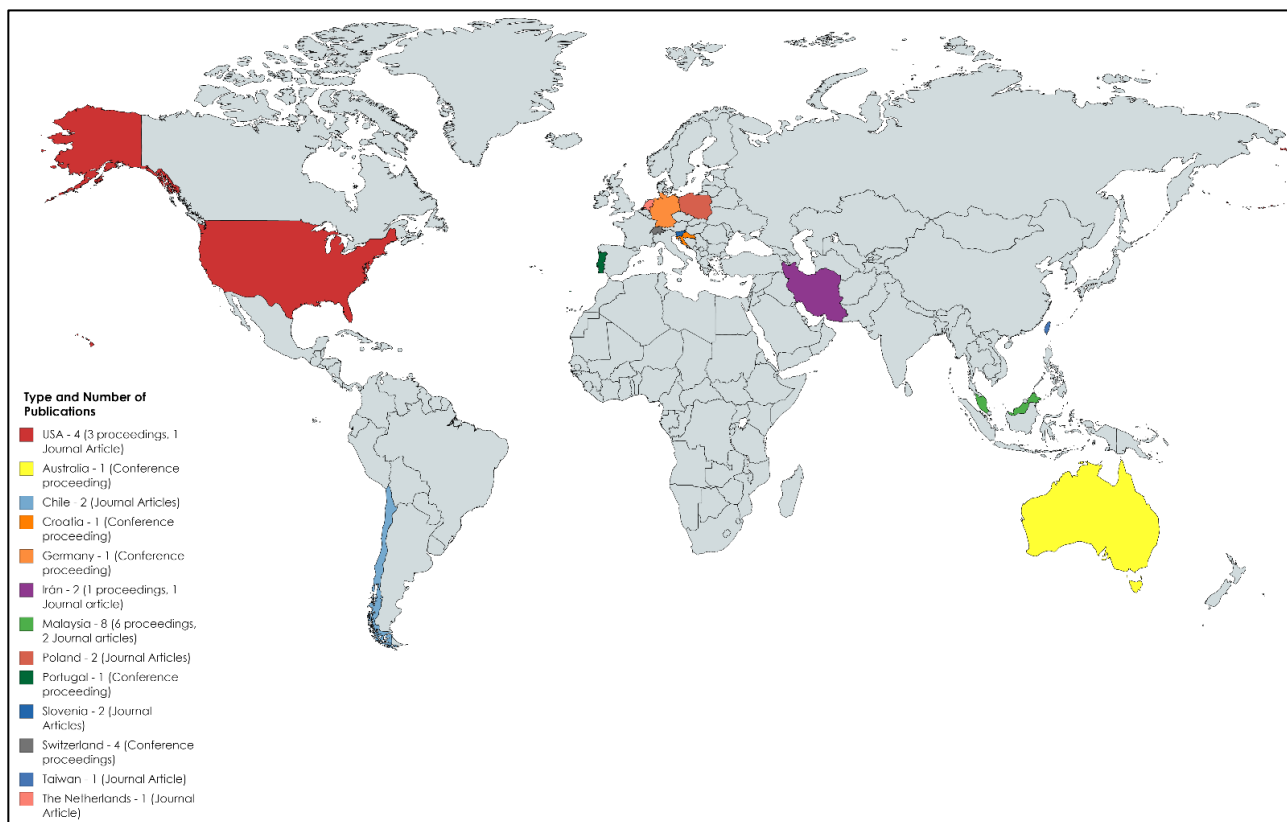 Type and Number of
Publications
USA - 4 (3 proceedings, 1
Journal Article)
Australia - 1 (Conference
proceeding)
Chile - 2 (Journal Articles)
Croatia - 1 (Conference
proceeding)
Germany - 1 (Conference
proceeding)
Irán - 2 (1 proceedings, 1
Journal article)
Malaysia - 8 (6 proceedings,
2 Journal articles)
Poland - 2 (Journal Articles)
Portugal - 1 (Conference
proceeding)
Slovenia - 2 (Journal
Articles)
Switzerland - 4 (Conference
proceedings)
Taiwan - 1 (Journal Article)
The Netherlands - 1 (Journal
Article)